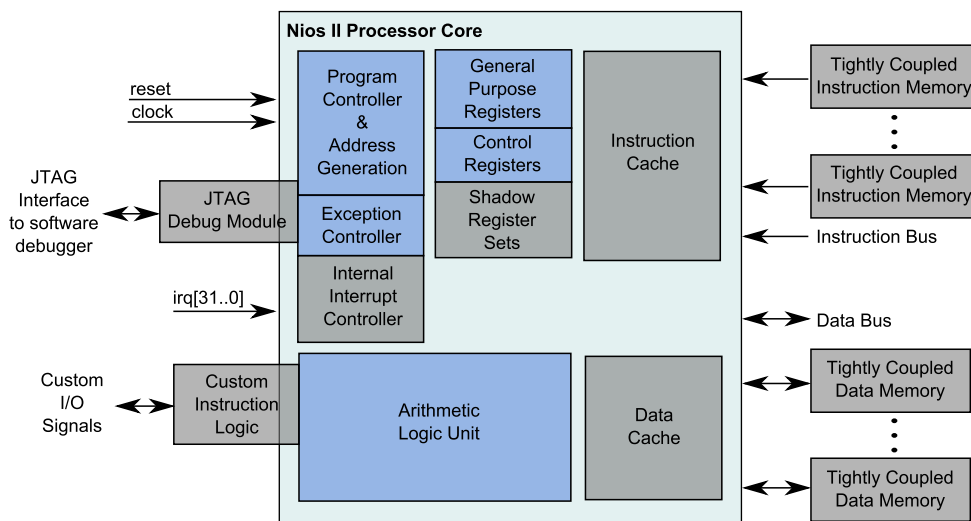 Nios II Processor Core
reset
clock
JTAG
Interface
to software
debugger
JTAG
Debug Module
irq[31..0]
Custom
I/O
Signals
Custom
Instruction
Logic
Program
Controller
&
Address
Generation
Exception
Controller
Internal
Interrupt
Controller
General
Purpose
Registers
Control
Registers
Shadow
Register
Sets
Instruction
Cache
Arithmetic
Logic Unit
Data
Cache
Tightly Coupled
Instruction Memory
Tightly Coupled
Instruction Memory
Instruction Bus
Data Bus
Tightly Coupled
Data Memory
Tightly Coupled
Data Memory